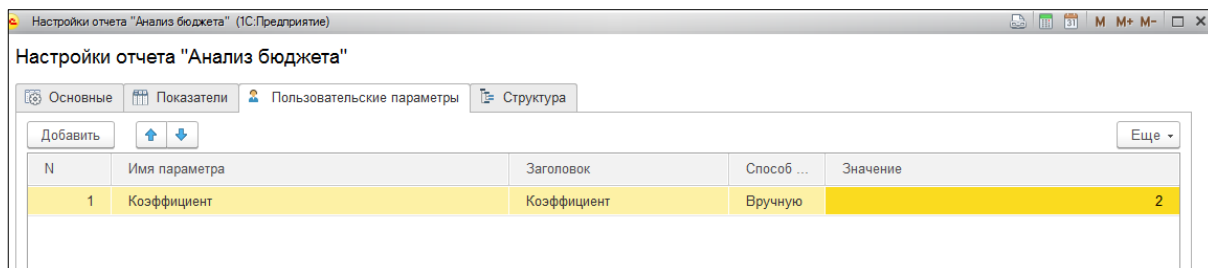 Настройки отчета "Анализ бюджета" (1С:Предприятие)
31 M M+ M-
Настройки отчета "Анализ бюджета"
Основные Показатели Пользовательские параметры Структура
Добавить Еще
N Имя параметра Заголовок Способ ... Значение
1 Коэффициент Коэффициент Вручную 2